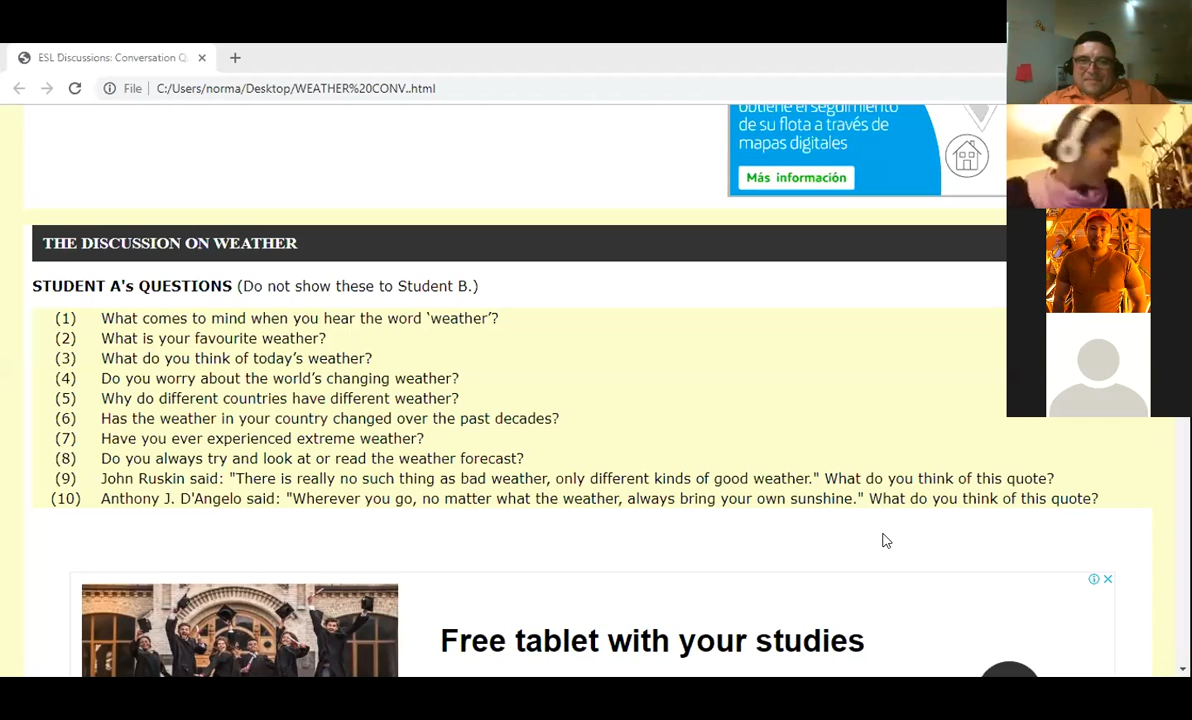 ESL Discussions: Conversation Q
File
C:/Users/norma/Desktop/WEATHER%20CONV..html
obtiene el seguimiento
de su flota a través de
mapas digitales
Más información
THE DISCUSSION ON WEATHER
STUDENT A's QUESTIONS (Do not show these to Student B.)
(1) What comes to mind when you hear the word ‘weather’?
(2) What is your favourite weather?
(3) What do you think of today’s weather?
(4) Do you worry about the world’s changing weather?
(5) Why do different countries have different weather?
(6) Has the weather in your country changed over the past decades?
(7) Have you ever experienced extreme weather?
(8) Do you always try and look at or read the weather forecast?
(9) John Ruskin said: "There is really no such thing as bad weather, only different kinds of good weather." What do you think of this quote?
(10) Anthony J. D'Angelo said: "Wherever you go, no matter what the weather, always bring your own sunshine." What do you think of this quote?
Free tablet with your studies